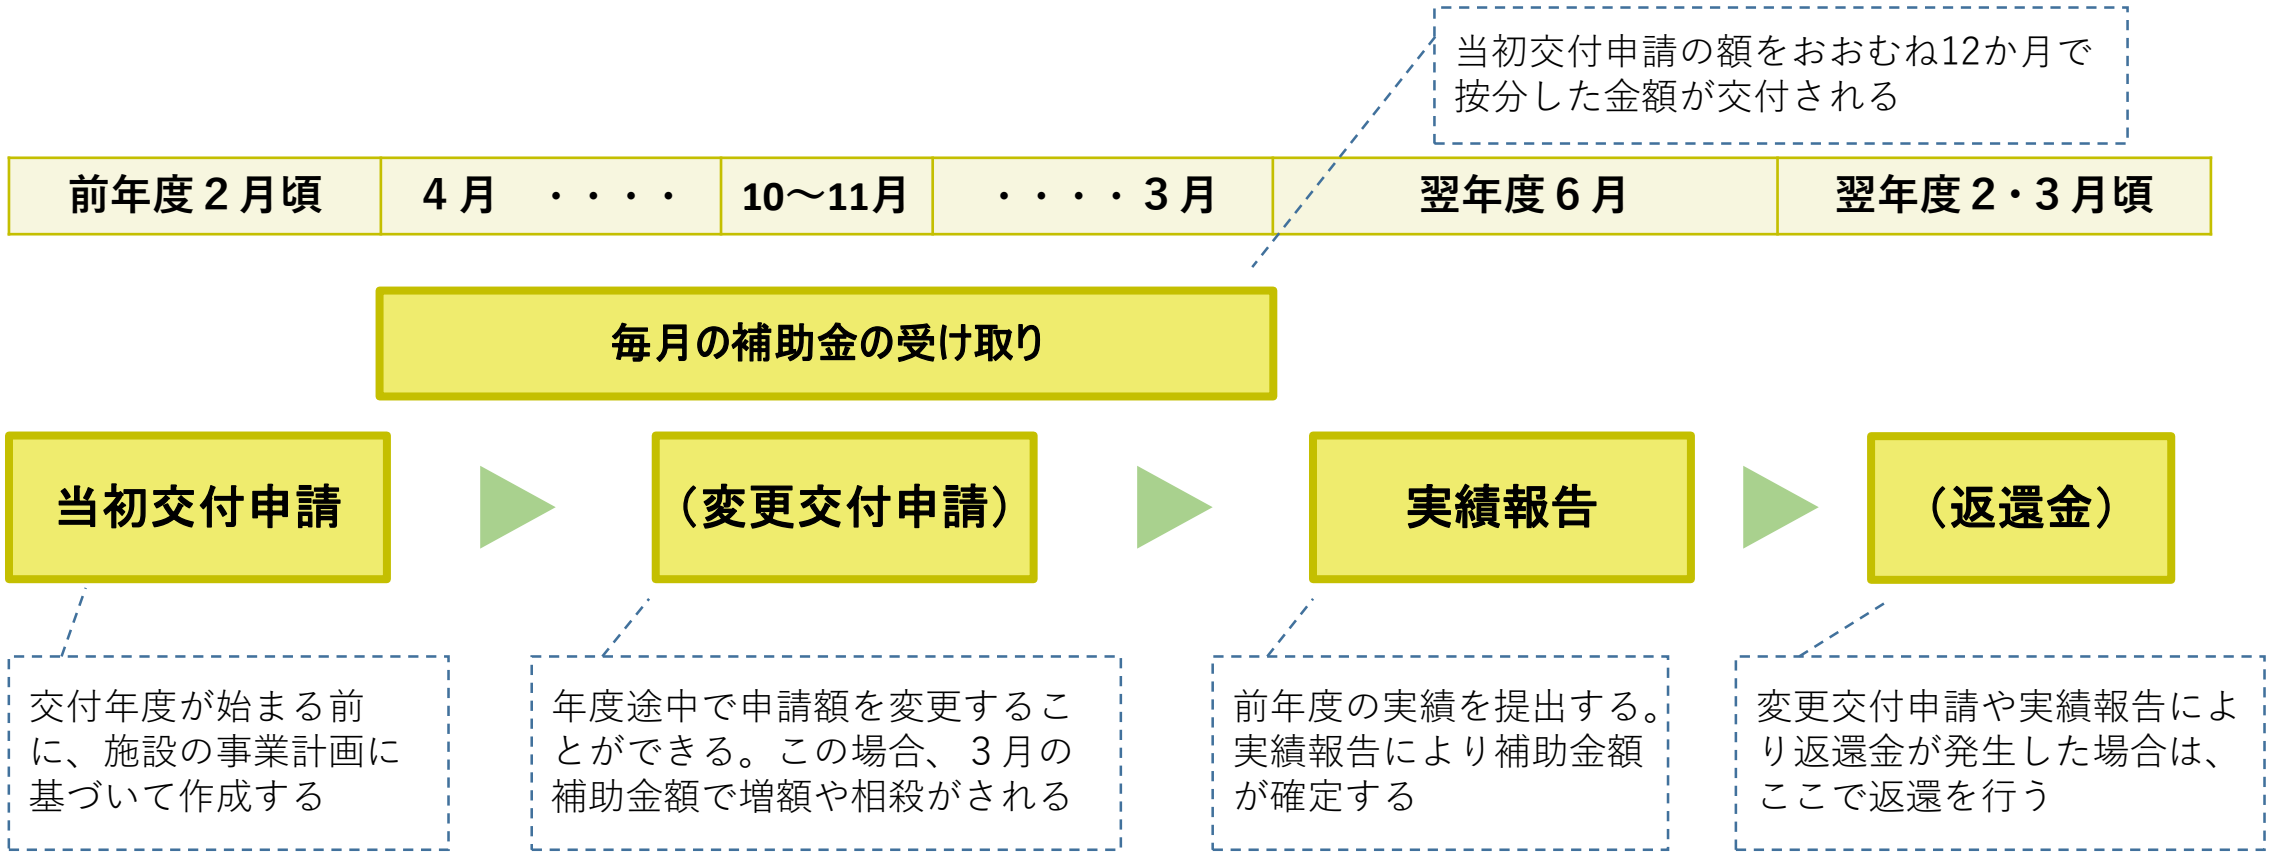 当初交付申請の額をおおむね12か月で
按分した金額が交付される
前年度２月頃
４月　・・・・
10～11月
・・・・３月
翌年度６月
翌年度２・３月頃
毎月の補助金の受け取り
当初交付申請
（変更交付申請）
実績報告
（返還金）
交付年度が始まる前
に、施設の事業計画に
基づいて作成する
年度途中で申請額を変更するこ
とができる。この場合、３月の
補助金額で増額や相殺がされる
前年度の実績を提出する。
実績報告により補助金額
が確定する
変更交付申請や実績報告によ
り返還金が発生した場合は、
ここで返還を行う